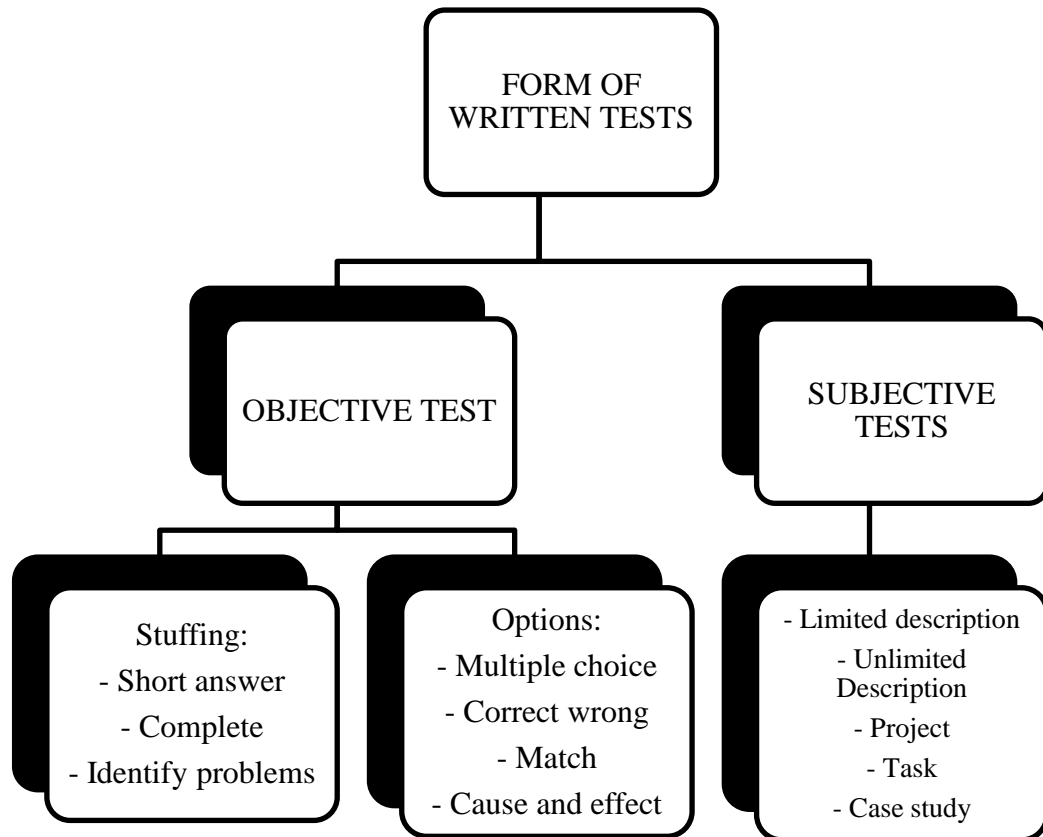 FORM OF
WRITTEN TESTS
OBJECTIVE TEST
SUBJECTIVE
TESTS
Stuffing:
- Short answer
- Complete
- Identify problems
Options:
- Multiple choice
- Correct wrong
- Match
- Cause and effect
- Limited description
- Unlimited
Description
- Project
- Task
- Case study